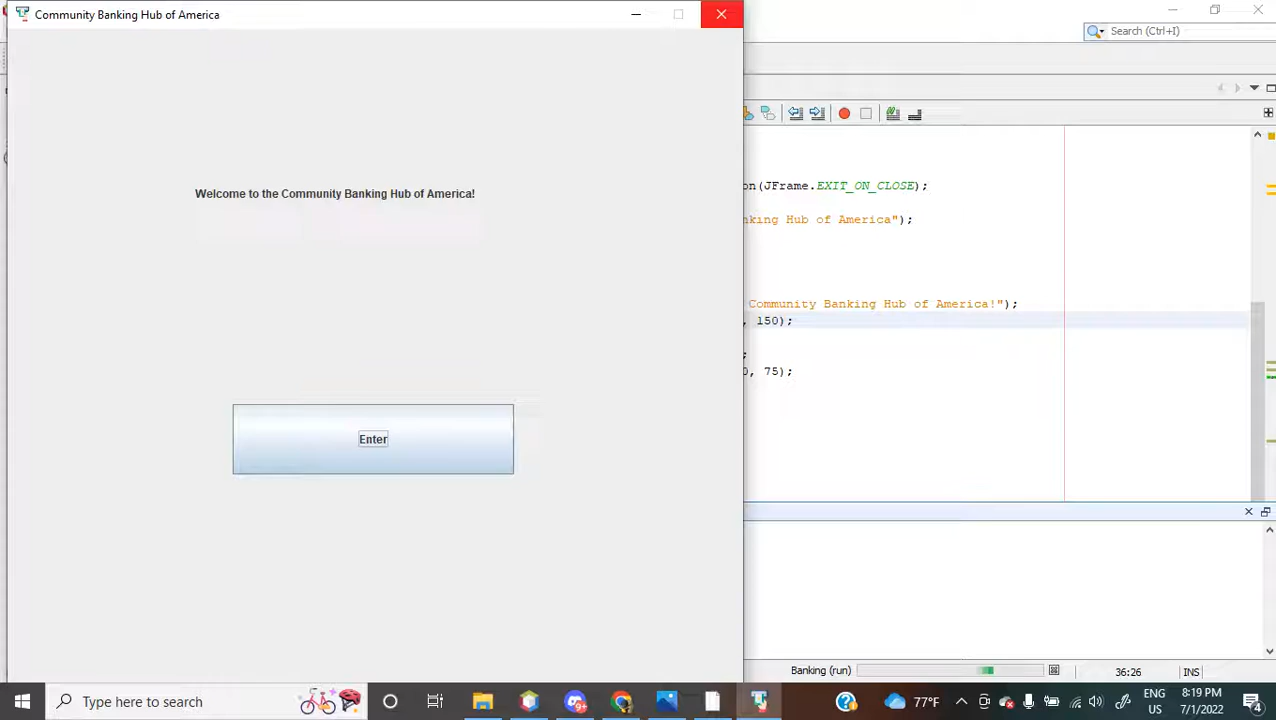 Community Banking Hub of America
Search (Ctrl+I)
on(JFrame.EXIT_ON_CLOSE);
Welcome to the Community Banking Hub of America!
nking Hub of America");
Community Banking Hub of America!");
, 150);
;
0, 75);
Enter
Banking (run)
36:26
INS
Type here to search
77°F
ENG
US
8:19 PM
7/1/2022
4